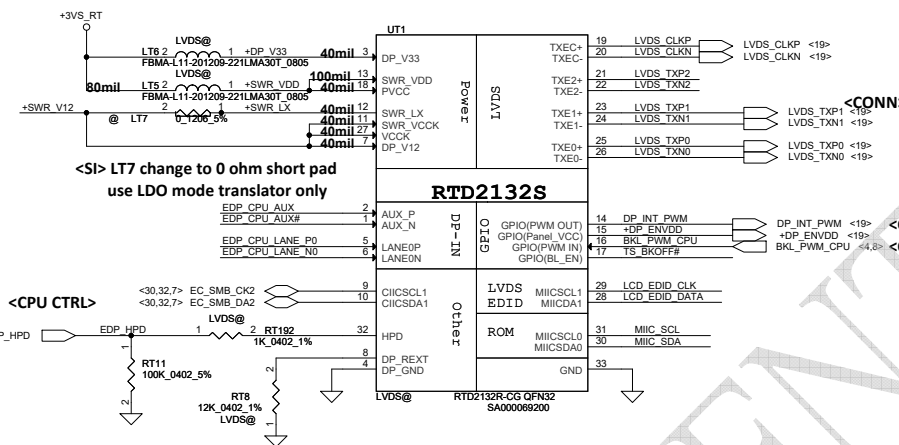 +3VS_RT
UT1
LVDS@
LT6 2 1 +DP_V33 40mil 3 DP_V33
FBMA-L11-201209-221LMA30T_0805
LVDS@
100mil 13 SWR_VDD
80mil LT5 2 1 +SWR_VDD 40mil 18 PVCC
FBMA-L11-201209-221LMA30T_0805
+SWR_V12 2 1 +SWR_LX 40mil 12 SWR_LX
@ LT7 0_1206_5% 40mil 11 SWR_VCCK
40mil 27 VCCK
40mil 7 DP_V12
<SI> LT7 change to 0 ohm short pad
use LDO mode translator only
Power
LVDS
TXEC+ 19 LVDS_CLKP LVDS_CLKP <19>
TXEC- 20 LVDS_CLKN LVDS_CLKN <19>
TXE2+ 21 LVDS_TXP2
TXE2- 22 LVDS_TXN2
<CONN
TXE1+ 23 LVDS_TXP1 LVDS_TXP1 <19>
TXE1- 24 LVDS_TXN1 LVDS_TXN1 <19>
TXE0+ 25 LVDS_TXP0 LVDS_TXP0 <19>
TXE0- 26 LVDS_TXN0 LVDS_TXN0 <19>
RTD2132S
EDP_CPU_AUX 2 AUX_P
EDP_CPU_AUX# 1 AUX_N
EDP_CPU_LANE_P0 5 LANE0P
EDP_CPU_LANE_N0 6 LANE0N
DP-IN
GPIO
GPIO(PWM OUT) 14 DP_INT_PWM DP_INT_PWM <19>
GPIO(Panel_VCC) 15 +DP_ENVDD +DP_ENVDD <19>
GPIO(PWM IN) 16 BKL_PWM_CPU BKL_PWM_CPU <4,8>
GPIO(BL_EN) 17 TS_BKOFF#
<30,32,7> EC_SMB_CK2 9 CIICSCL1
<30,32,7> EC_SMB_DA2 10 CIICSDA1
Other
LVDS
EDID
MIICSCL1 29 LCD_EDID_CLK
MIICDA1 28 LCD_EDID_DATA
<CPU CTRL>
LVDS@
P_HPD EDP_HPD 1 2 RT192 32 HPD
1K_0402_1%
ROM
MIICSCL0 31 MIIC_SCL
MIICSDA0 30 MIIC_SDA
1 RT11
100K_0402_5%
2
8 DP_REXT
4 DP_GND
GND 33
2
RT8
12K_0402_1%
LVDS@
1
LVDS@
RTD2132R-CG QFN32
SA000069200